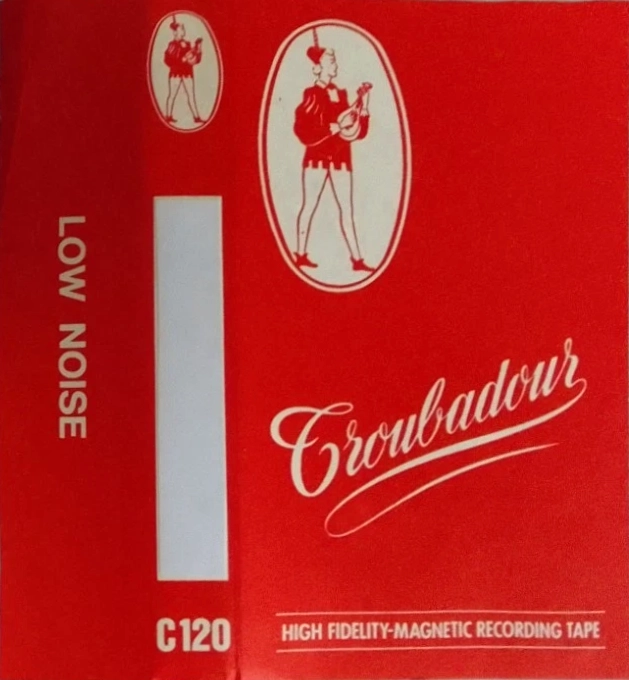 LOW NOISE
C120
Troubadour
HIGH FIDELITY-MAGNETIC RECORDING TAPE